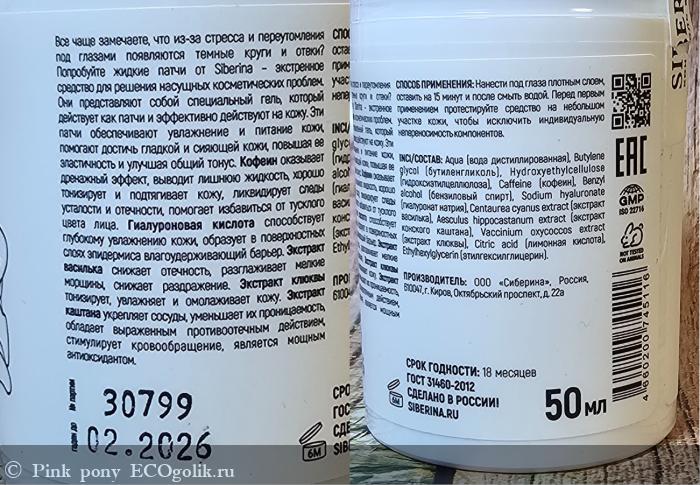 Все чаще замечаете, что из-за стресса и переутомления
под глазами появляются темные круги и отеки?
Попробуйте жидкие патчи от Siberina – экстренное
средство для решения насущных косметических проблем.
Они представляют собой специальный гель, который
действует как патчи и эффективно действуют на кожу. Эти
патчи обеспечивают увлажнение и питание кожи,
помогают достичь гладкой и сияющей кожи, повышая ее
эластичность и улучшая общий тонус. Кофеин оказывает
дренажный эффект, выводит лишнюю жидкость, хорошо
тонизирует и подтягивает кожу, ликвидирует следы
усталости и отечности, помогает избавиться от тусклого
цвета лица. Гиалуроновая кислота способствует
глубокому увлажнению кожи, образует в поверхностных
слоях эпидермиса влагоудерживающий барьер. Экстракт
василька снижает отечность, разглаживает мелкие
морщины, снижает раздражение. Экстракт клюквы
тонизирует, увлажняет и омолаживает кожу. Экстракт
каштана укрепляет сосуды, уменьшает их проницаемость,
обладает выраженным противоотечным действием,
стимулирует кровообращение, является мощным
антиоксидантом.
№ партии
30799
годен до
02.2026
6M
СПОСОБ ПРИМЕНЕНИЯ: Нанести под глаза плотным слоем,
оставить на 15 минут и после смыть водой. Перед первым
применением протестируйте средство на небольшом
участке кожи, чтобы исключить индивидуальную
непереносимость компонентов.
INCI/СОСТАВ: Aqua (вода дистиллированная), Butylene
glycol (бутиленгликоль), Hydroxyethylcellulose
(гидроксиэтилцеллюлоза), Caffeine (кофеин), Benzyl
alcohol (бензиловый спирт), Sodium hyaluronate
(гиалуронат натрия), Centaurea cyanus extract (экстракт
василька), Aesculus hippocastanum extract (экстракт
конского каштана), Vaccinium oxycoccos extract
(экстракт клюквы), Citric acid (лимонная кислота),
Ethylhexylglycerin (этилгексилглицерин).
ПРОИЗВОДИТЕЛЬ: ООО «Сиберина», Россия,
610047, г. Киров, Октябрьский проспект, д. 22а
СРОК ГОДНОСТИ: 18 месяцев
ГОСТ 31460-2012
СДЕЛАНО В РОССИИ!
SIBERINA.RU
6M
50 мл
EAC
GMP
ISO 22716
NOT TESTED
ON ANIMALS
4660290745116
© Pink pony ECOgolik.ru